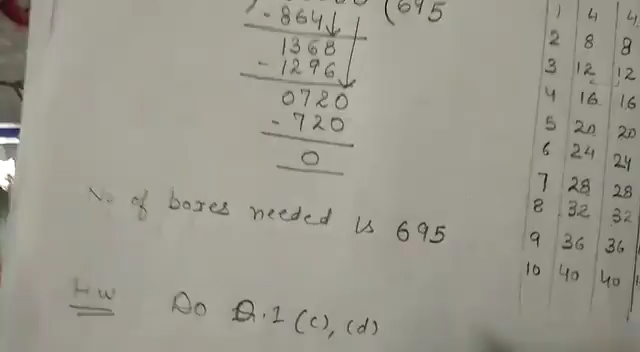 (695
- 864
1368
- 1296
0720
- 720
0
No. of boxes needed is 695
HW Do Q.1 (c), (d)
1 4 4
2 8 8
3 12 12
4 16 16
5 20 20
6 24 24
7 28 28
8 32 32
9 36 36
10 40 40